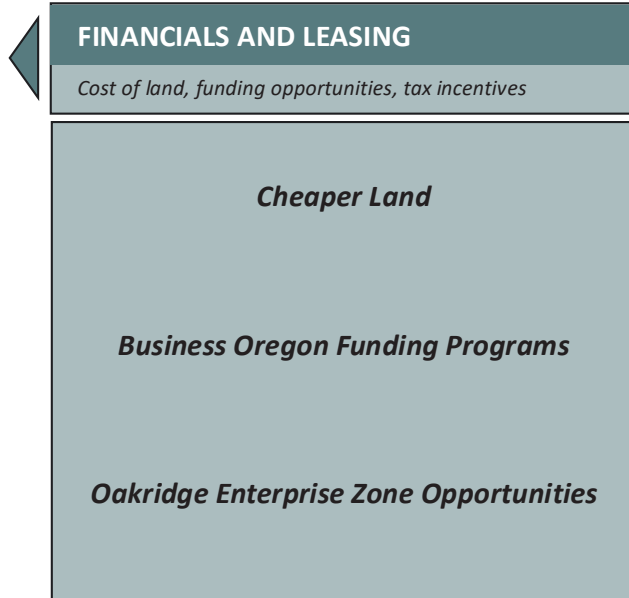 FINANCIALS AND LEASING
Cost of land, funding opportunities, tax incentives
Cheaper Land
Business Oregon Funding Programs
Oakridge Enterprise Zone Opportunities